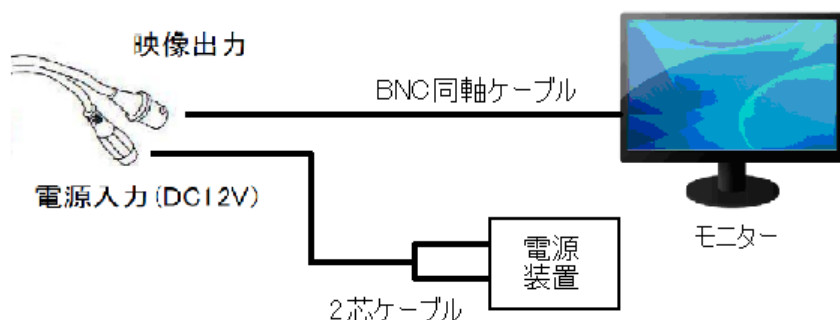 映像出力
BNC同軸ケーブル
電源入力(DC12V)
モニター
電源
装置
2芯ケーブル